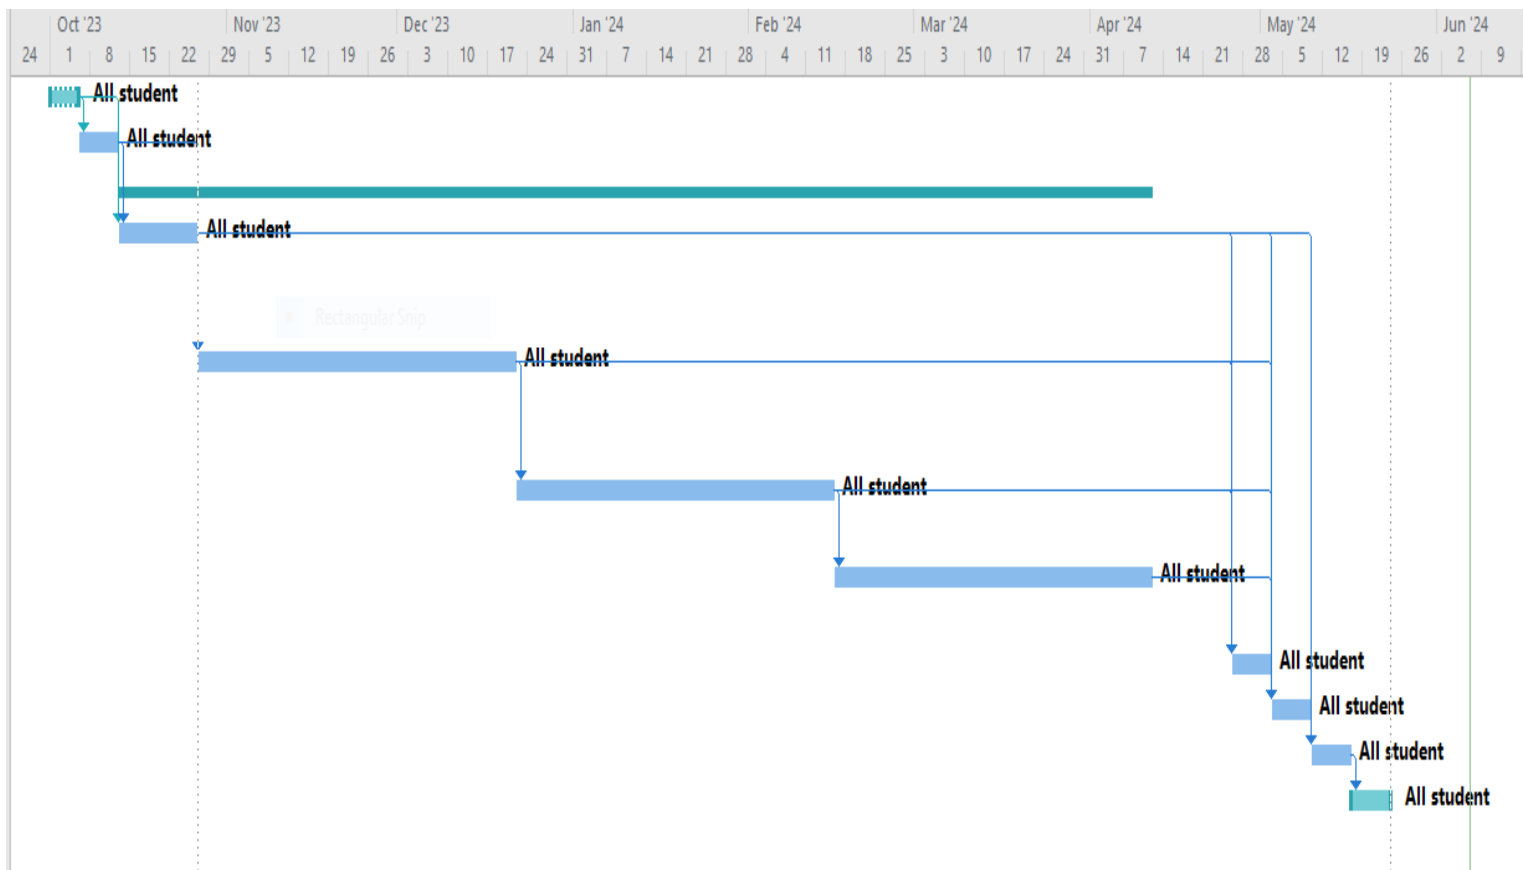 Oct '23 Nov '23 Dec '23 Jan '24 Feb '24 Mar '24 Apr '24 May '24 Jun '24
24 1 8 15 22 29 5 12 19 26 3 10 17 24 31 7 14 21 28 4 11 18 25 3 10 17 24 31 7 14 21 28 5 12 19 26 2 9
All student
All student
All student
Rectangular Snip
All student
All student
All student
All student
All student
All student
All student